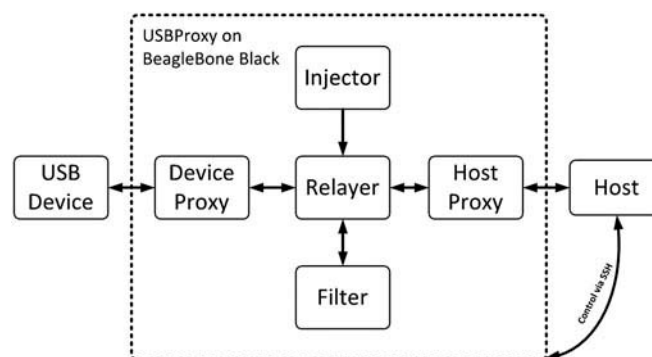 USBProxy on
BeagleBone Black
Injector
USB
Device
Device
Proxy
Relayer
Host
Proxy
Host
Filter
Control via SSH